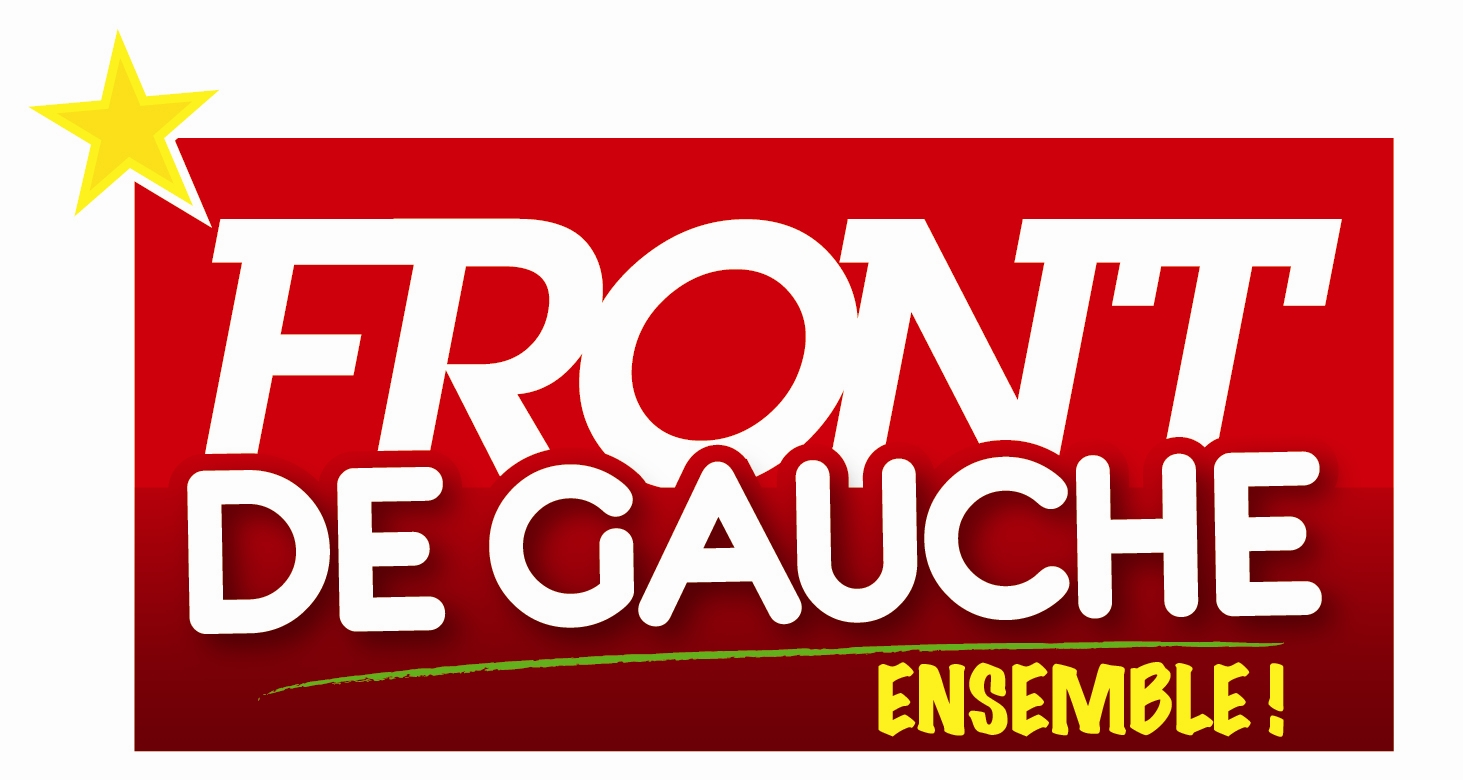 FRONT
DE GAUCHE
ENSEMBLE !